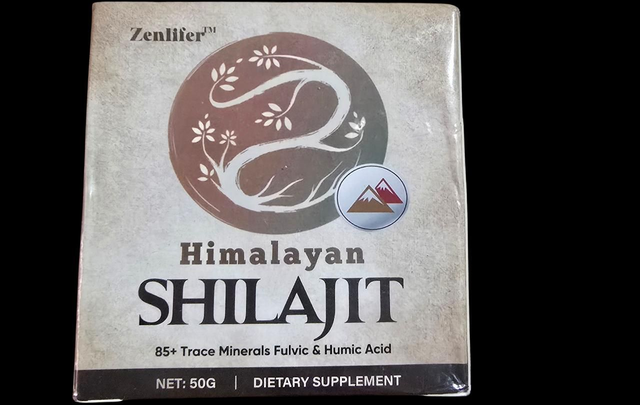 Zenlifer™
Himalayan
SHILAJIT
85+ Trace Minerals Fulvic & Humic Acid
NET: 50G | DIETARY SUPPLEMENT